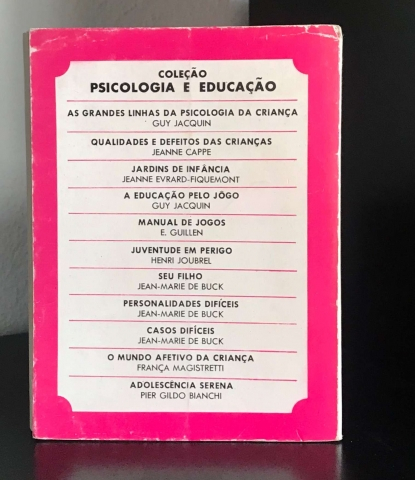 COLEÇÃO
PSICOLOGIA E EDUCAÇÃO
AS GRANDES LINHAS DA PSICOLOGIA DA CRIANÇA
GUY JACQUIN
QUALIDADES E DEFEITOS DAS CRIANÇAS
JEANNE CAPPE
JARDINS DE INFÂNCIA
JEANNE EVRARD-FIQUEMONT
A EDUCAÇÃO PELO JÔGO
GUY JACQUIN
MANUAL DE JOGOS
E. GUILLEN
JUVENTUDE EM PERIGO
HENRI JOUBREL
SEU FILHO
JEAN-MARIE DE BUCK
PERSONALIDADES DIFÍCEIS
JEAN-MARIE DE BUCK
CASOS DIFÍCEIS
JEAN-MARIE DE BUCK
O MUNDO AFETIVO DA CRIANÇA
FRANÇA MAGISTRETTI
ADOLESCÊNCIA SERENA
PIER GILDO BIANCHI